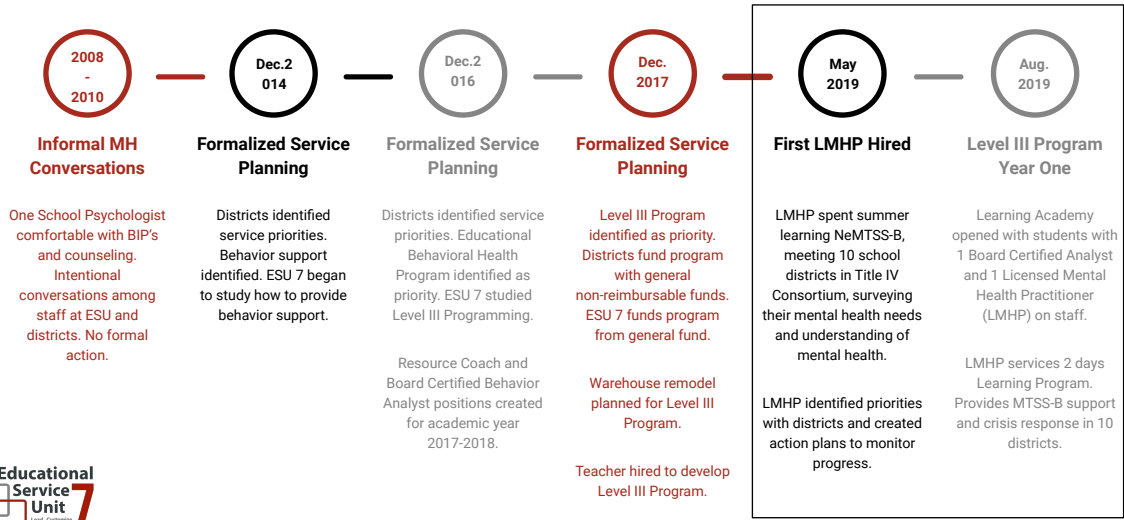 2008
-
2010
Informal MH
Conversations
One School Psychologist
comfortable with BIP's
and counseling.
Intentional
conversations among
staff at ESU and
districts. No formal
action.
Dec.2
014
Formalized Service
Planning
Districts identified
service priorities.
Behavior support
identified. ESU 7 began
to study how to provide
behavior support.
Dec.2
016
Formalized Service
Planning
Districts identified service
priorities. Educational
Behavioral Health
Program identified as
priority. ESU 7 studied
Level III Programming.
Resource Coach and
Board Certified Behavior
Analyst positions created
for academic year
2017-2018.
Dec.
2017
Formalized Service
Planning
Level III Program
identified as priority.
Districts fund program
with general
non-reimbursable funds.
ESU 7 funds program
from general fund.
Warehouse remodel
planned for Level III
Program.
Teacher hired to develop
Level III Program.
May
2019
First LMHP Hired
LMHP spent summer
learning NeMTSS-B,
meeting 10 school
districts in Title IV
Consortium, surveying
their mental health needs
and understanding of
mental health.
LMHP identified priorities
with districts and created
action plans to monitor
progress.
Aug.
2019
Level III Program
Year One
Learning Academy
opened with students with
1 Board Certified Analyst
and 1 Licensed Mental
Health Practitioner
(LMHP) on staff.
LMHP services 2 days
Learning Program.
Provides MTSS-B support
and crisis response in 10
districts.
Educational
Service
Unit
7